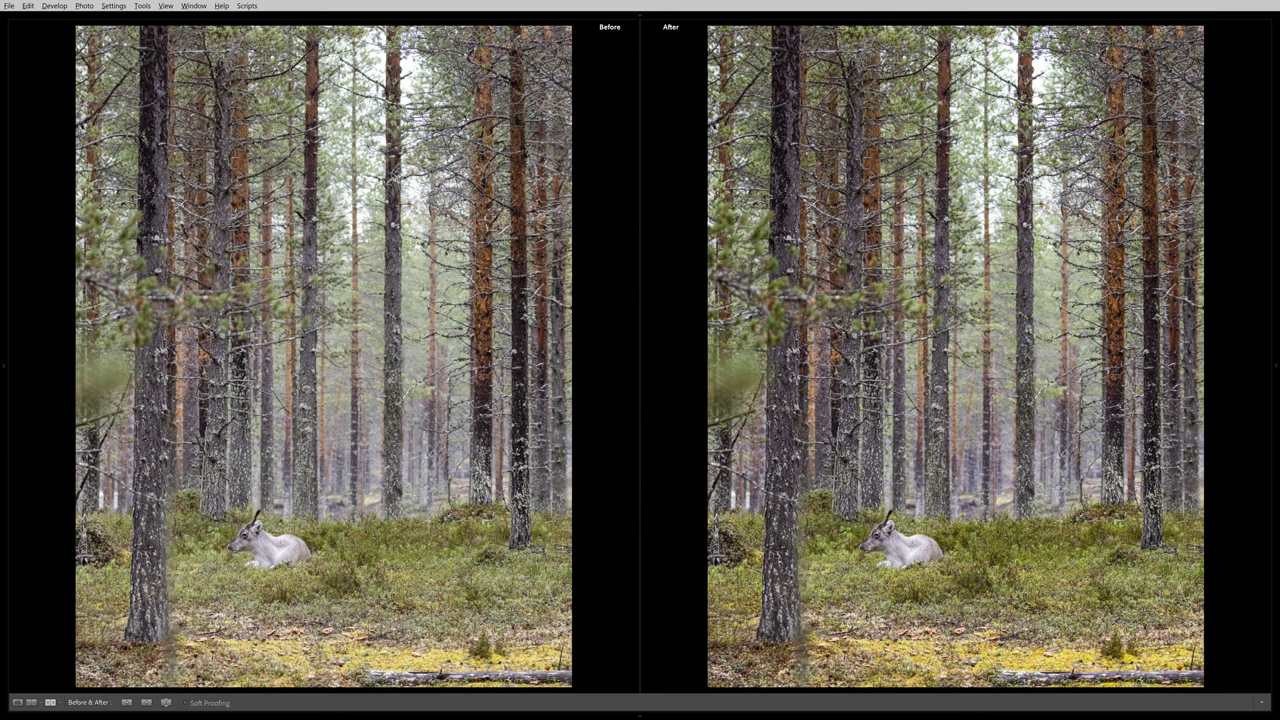 File Edit Develop Photo Settings Tools View Window Help Scripts
Before After
Before & After : Soft Proofing